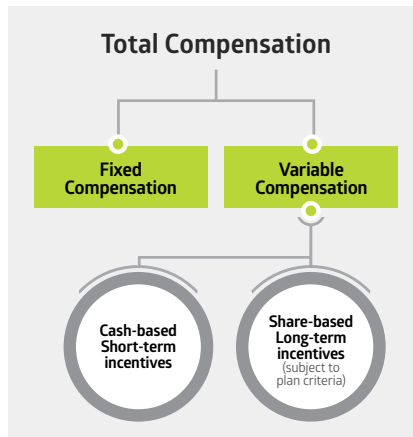 Total Compensation
Fixed
Compensation
Variable
Compensation
Cash-based
Short-term
incentives
Share-based
Long-term
incentives
(subject to
plan criteria)